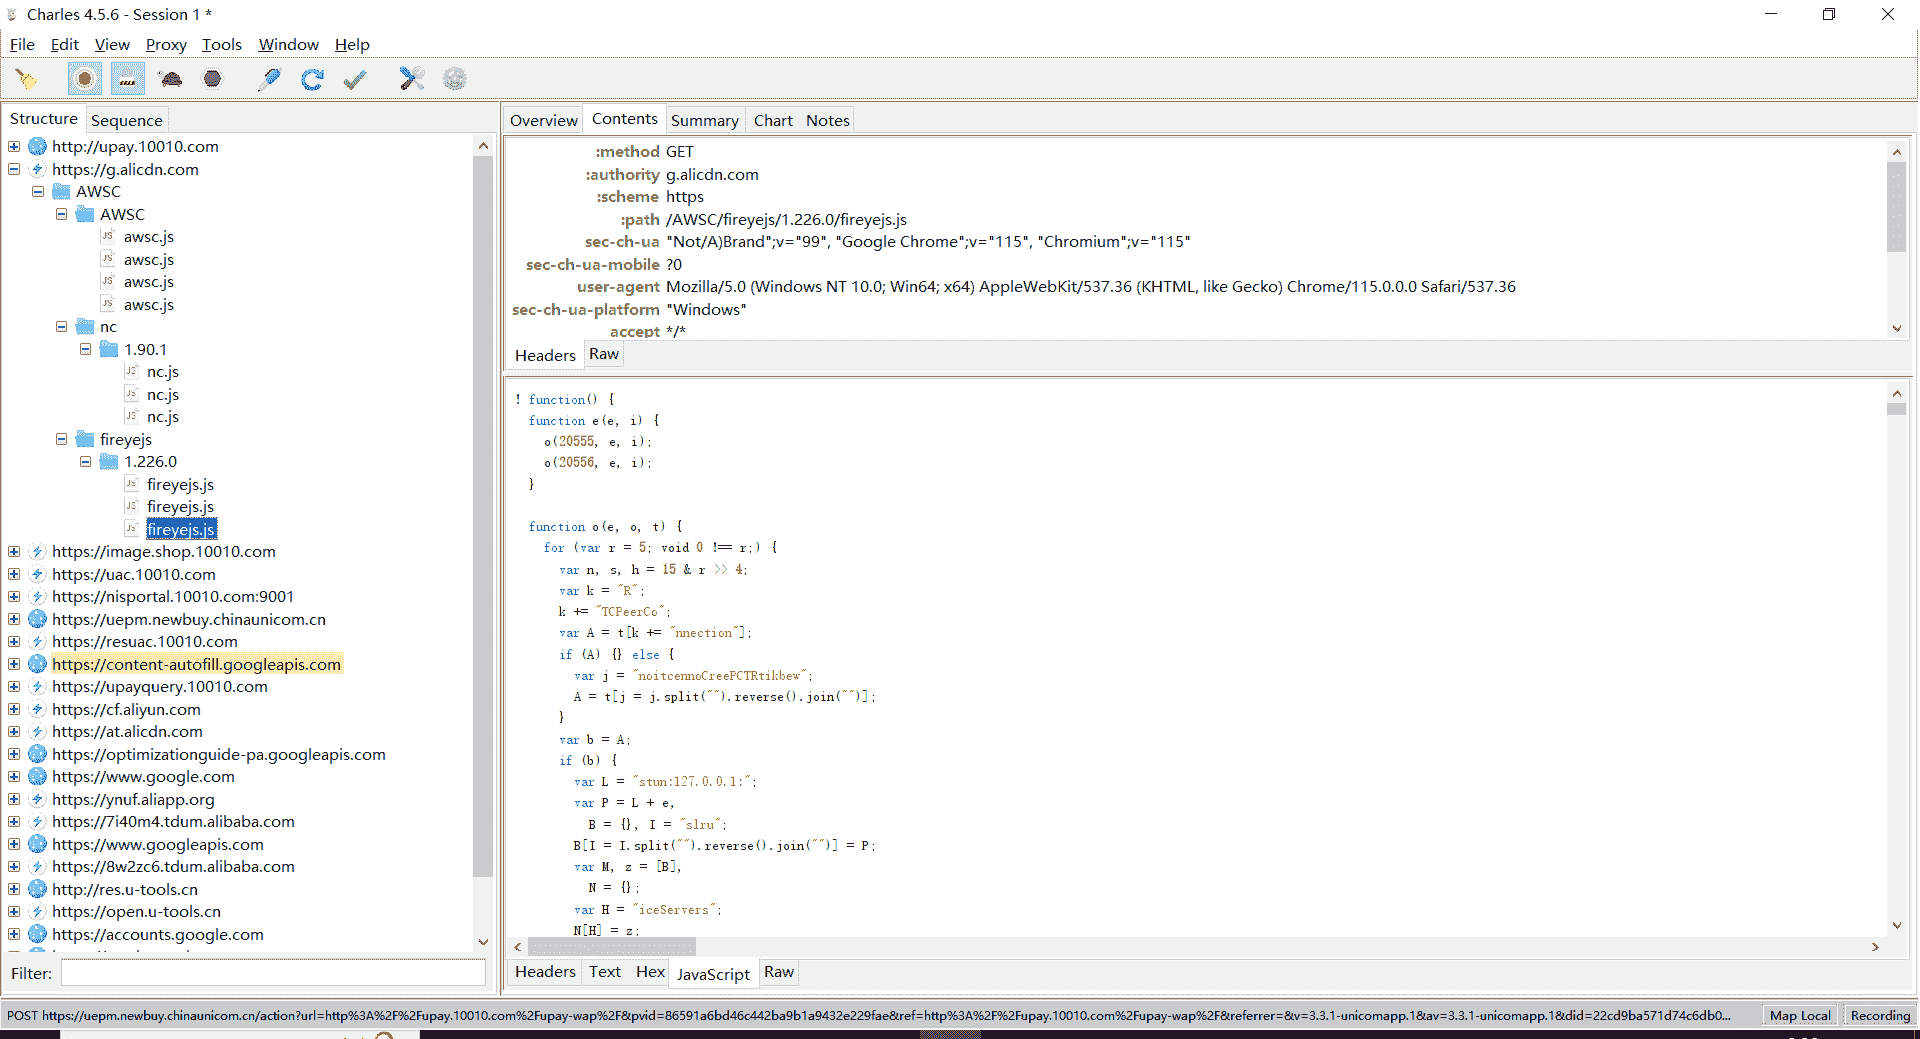 Charles 4.5.6 - Session 1 *
File Edit View Proxy Tools Window Help
Structure Sequence
http://upay.10010.com
https://g.alicdn.com
AWSC
AWSC
awsc.js
awsc.js
awsc.js
awsc.js
nc
1.90.1
nc.js
nc.js
nc.js
fireyejs
1.226.0
fireyejs.js
fireyejs.js
fireyejs.js
https://image.shop.10010.com
https://uac.10010.com
https://nisportal.10010.com:9001
https://uepm.newbuy.chinaunicom.cn
https://resuac.10010.com
https://content-autofill.googleapis.com
https://upayquery.10010.com
https://cf.aliyun.com
https://at.alicdn.com
https://optimizationguide-pa.googleapis.com
https://www.google.com
https://ynuf.aliapp.org
https://7i40m4.tdum.alibaba.com
https://www.googleapis.com
https://8w2zc6.tdum.alibaba.com
http://res.u-tools.cn
https://open.u-tools.cn
https://accounts.google.com
Filter:
Overview Contents Summary Chart Notes
:method GET
:authority g.alicdn.com
:scheme https
:path /AWSC/fireyejs/1.226.0/fireyejs.js
sec-ch-ua "Not/A)Brand";v="99", "Google Chrome";v="115", "Chromium";v="115"
sec-ch-ua-mobile ?0
user-agent Mozilla/5.0 (Windows NT 10.0; Win64; x64) AppleWebKit/537.36 (KHTML, like Gecko) Chrome/115.0.0.0 Safari/537.36
sec-ch-ua-platform "Windows"
accept */*
Headers Raw
! function() {
function e(e, i) {
o(20555, e, i);
o(20556, e, i);
}
function o(e, o, t) {
for (var r = 5; void 0 !== r;) {
var n, s, h = 15 & r >> 4;
var k = "R";
k += "TCPeerCo";
var A = t[k += "nnection"];
if (A) {} else {
var j = "noitcennoCreePCTRtikbew";
A = t[j = j.split("").reverse().join("")];
}
var b = A;
if (b) {
var L = "stun:127.0.0.1:";
var P = L + e,
B = {}, I = "slru";
B[I = I.split("").reverse().join("")] = P;
var M, z = [B],
N = {};
var H = "iceServers";
N[H] = z;
Headers Text Hex JavaScript Raw
POST https://uepm.newbuy.chinaunicom.cn/action?url=http%3A%2F%2Fupay.10010.com%2Fupay-wap%2F&pvid=86591a6bd46c442ba9b1a9432e229fae&ref=http%3A%2F%2Fupay.10010.com%2Fupay-wap%2F&referrer=&v=3.3.1-unicomapp.1&av=3.3.1-unicomapp.1&did=22cd9ba571d74c6db0... Map Local Recording